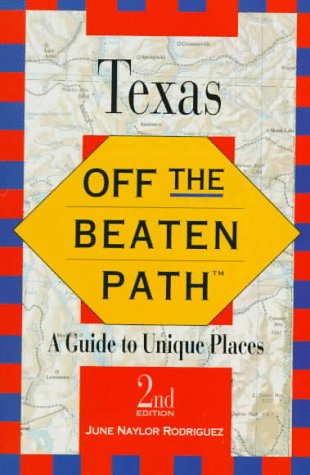 Texas
OFF THE
BEATEN
PATH™
A Guide to Unique Places
2nd
EDITION
JUNE NAYLOR RODRIGUEZ